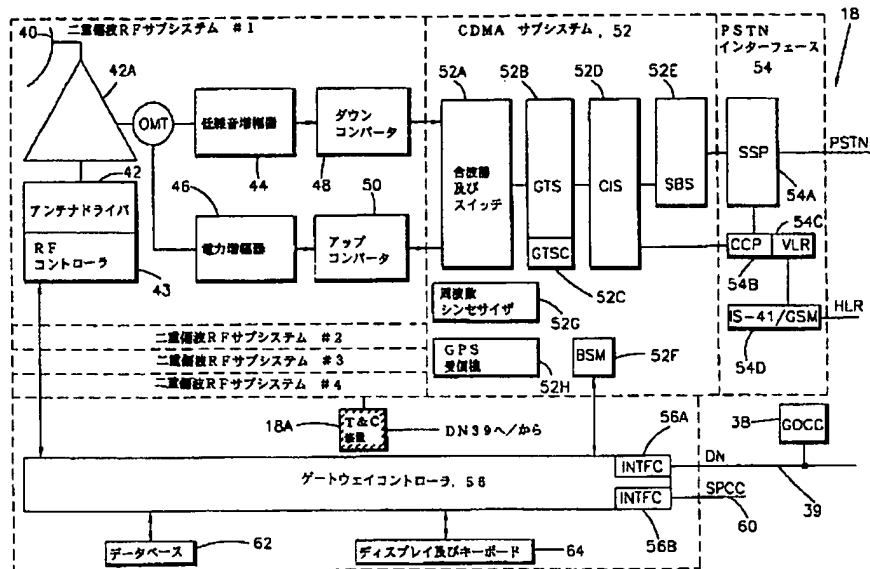 40
二重偏波RFサブシステム #1
42A
OMT
低雑音増幅器
44
ダウン
コンバータ
48
42
アンテナドライバ
RF
コントローラ
43
46
電力増幅器
50
アップ
コンバータ
二重偏波RFサブシステム #2
二重偏波RFサブシステム #3
二重偏波RFサブシステム #4
CDMA サブシステム, 52
52A
合波器
及び
スイッチ
52B
GTS
GTSC
52C
52D
CIS
52E
SBS
周波数
シンセサイザ
52G
GPS
受信機
52H
BSM
52F
PSTN
インターフェース
54
18
SSP
54A
PSTN
CCP
VLR
54B
54C
IS-41/GSM
54D
HLR
18A
T&C
DN39へ/から
ゲートウェイコントローラ, 56
56A
INTFC
DN
38
GOCC
39
INTFC
56B
SPCC
60
データベース
62
ディスプレイ及びキーボード
64